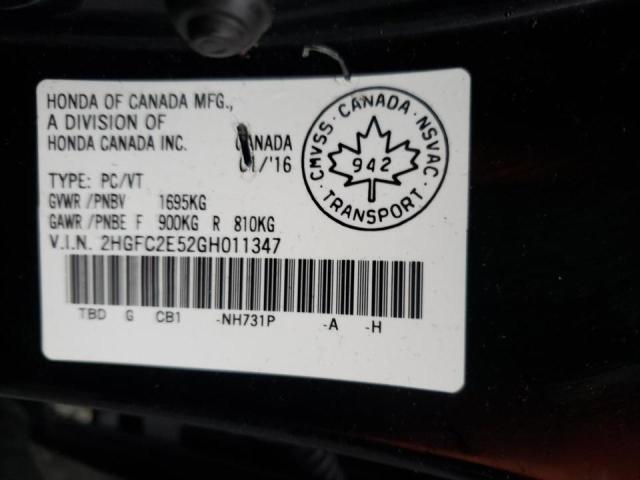 HONDA OF CANADA MFG.,
A DIVISION OF
HONDA CANADA INC. CANADA
01/'16
TYPE: PC/VT
GVWR /PNBV 1695KG
GAWR /PNBE F 900KG R 810KG
V.I.N. 2HGFC2E52GH011347
TBD G CB1 -NH731P -A -H
CMVSS · CANADA · NSVAC
942
· TRANSPORT ·